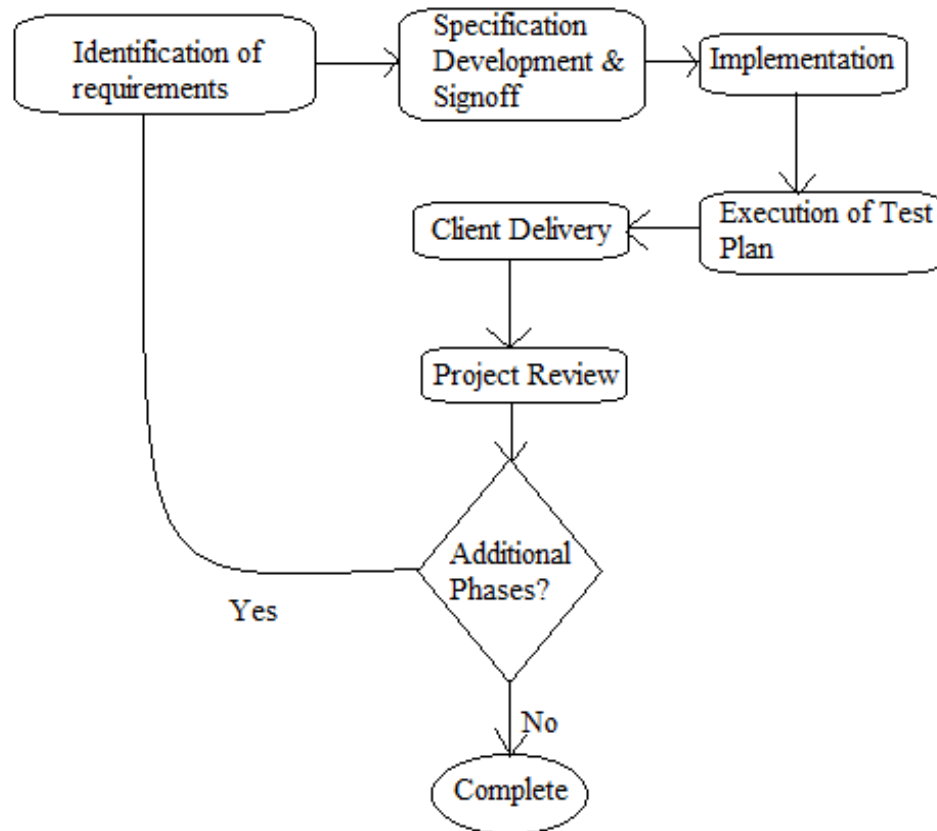 Identification of
requirements
Specification
Development &
Signoff
Implementation
Execution of Test
Plan
Client Delivery
Project Review
Additional
Phases?
Yes
No
Complete